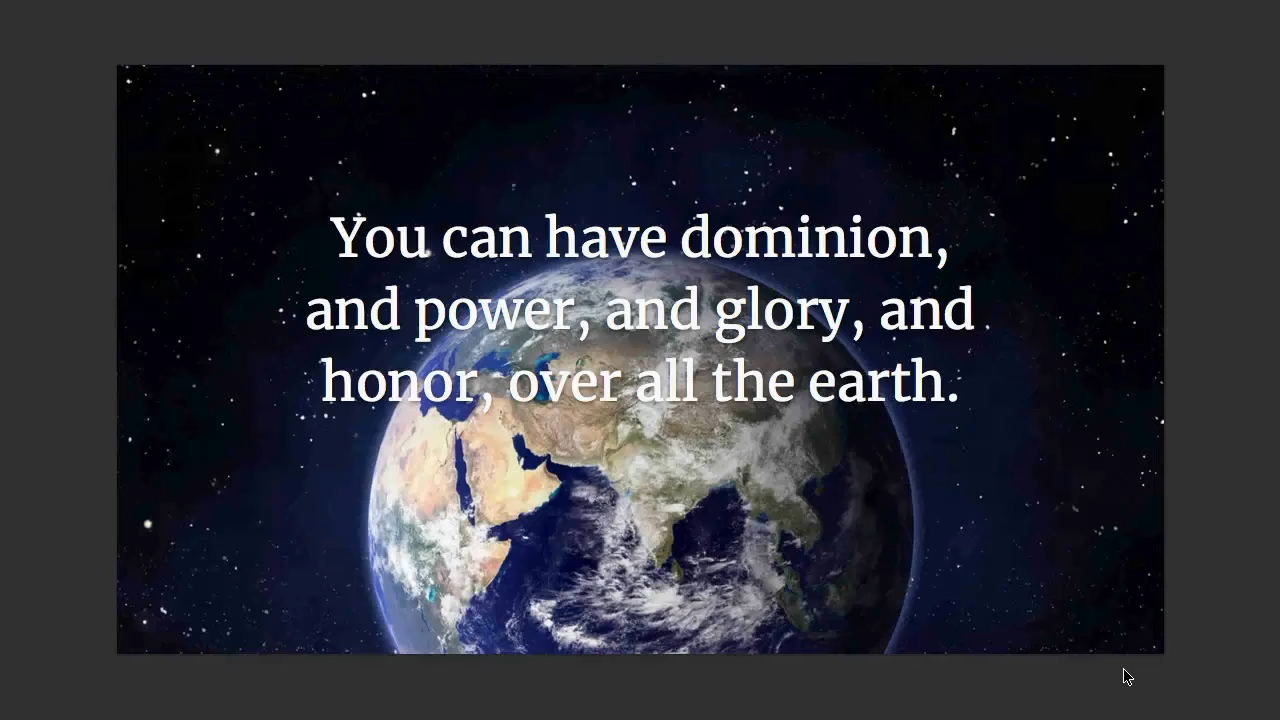 You can have dominion,
and power, and glory, and
honor, over all the earth.